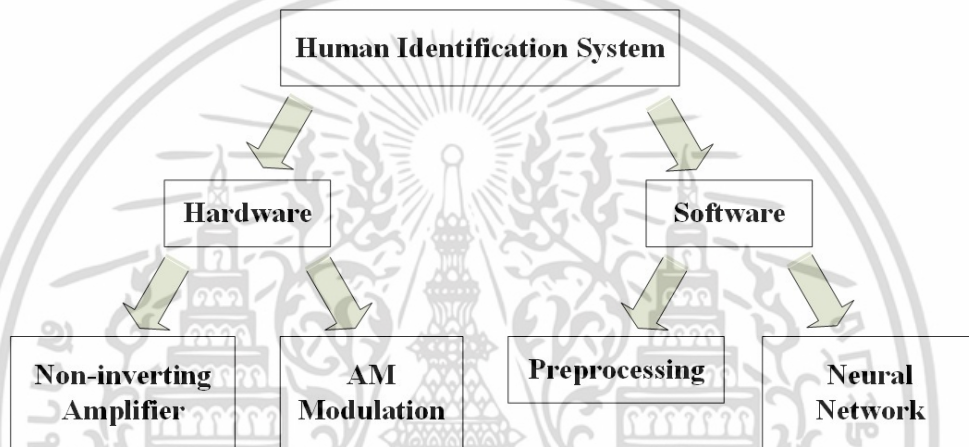 Human Identification System
Hardware
Software
Non-inverting
Amplifier
AM
Modulation
Preprocessing
Neural
Network